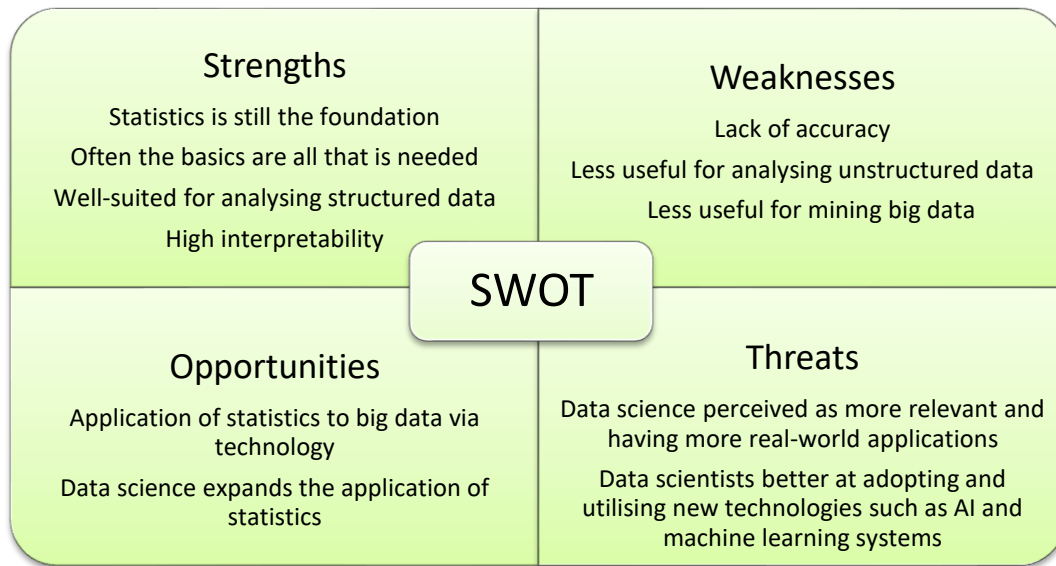 Strengths
Statistics is still the foundation
Often the basics are all that is needed
Well-suited for analysing structured data
High interpretability
Weaknesses
Lack of accuracy
Less useful for analysing unstructured data
Less useful for mining big data
SWOT
Opportunities
Application of statistics to big data via
technology
Data science expands the application of
statistics
Threats
Data science perceived as more relevant and
having more real-world applications
Data scientists better at adopting and
utilising new technologies such as AI and
machine learning systems